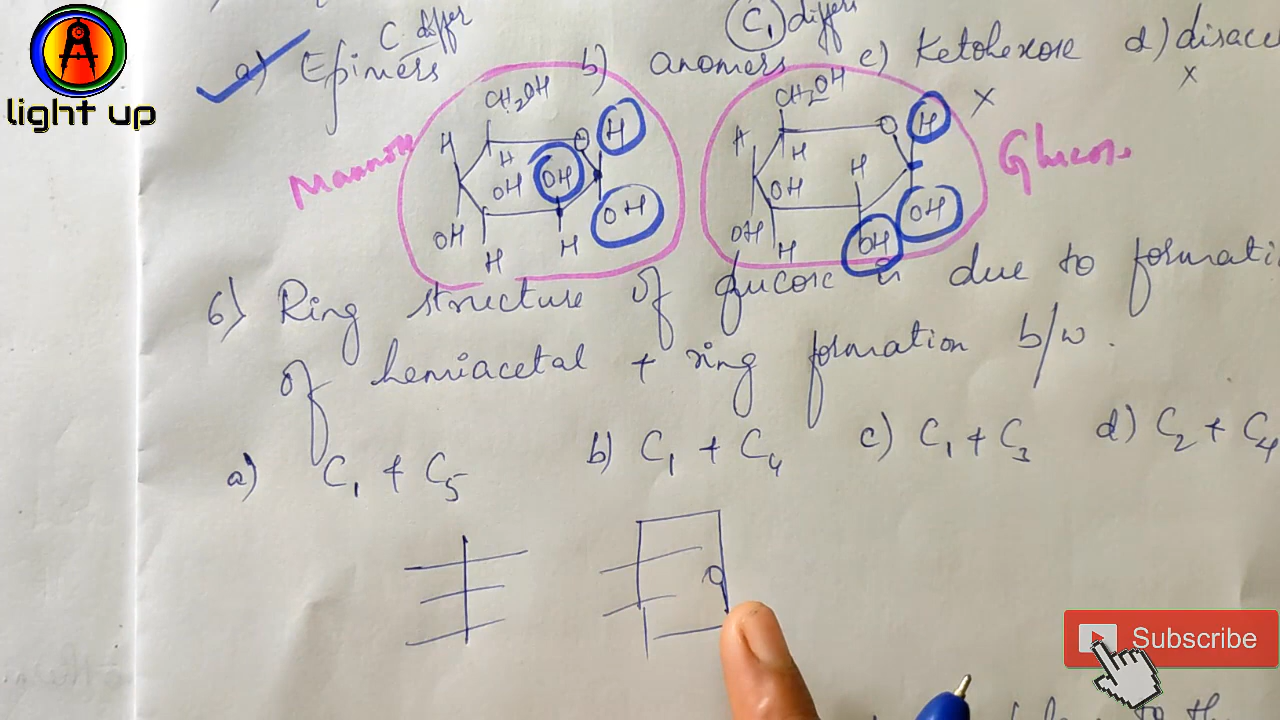 C. differ
C₁ differs
a) Epimers b) anomers c) Ketohexose d) disacc
light up
Mannose
CH₂OH
H H
O
H
OH OH
OH OH
H H
Glucose
CH₂OH
H H
O
H
H
OH
OH OH
H OH
X
X
6) Ring structure of glucose is due to formati
of hemiacetal + ring formation b/w.
a) C₁ + C₅ b) C₁ + C₄ c) C₁ + C₃ d) C₂ + C₄
O
Subscribe